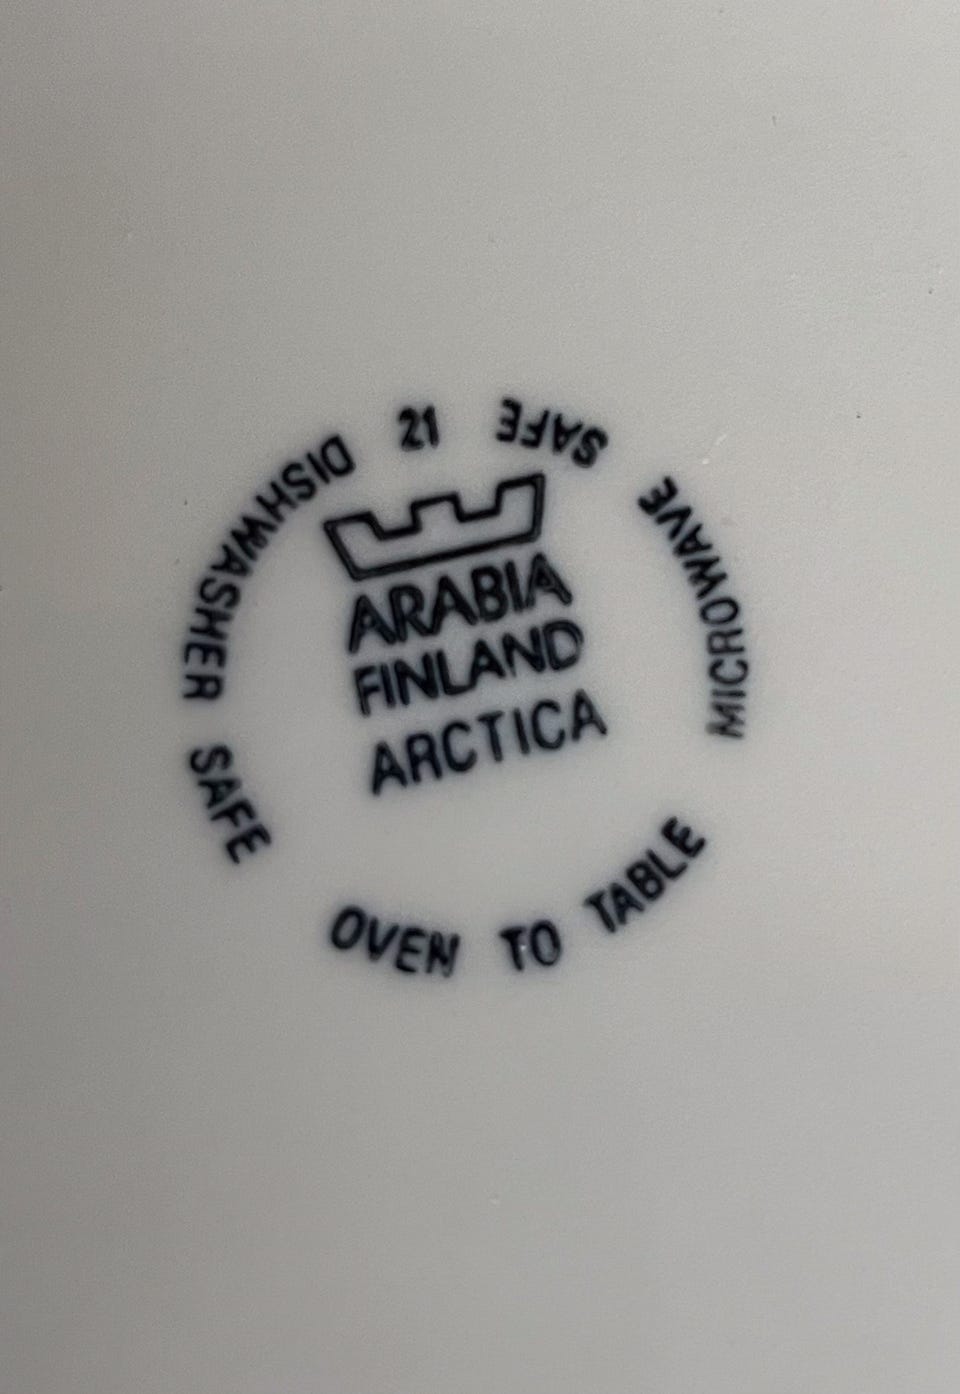 21
ARABIA
FINLAND
ARCTICA
DISHWASHER SAFE
OVEN TO TABLE
MICROWAVE SAFE